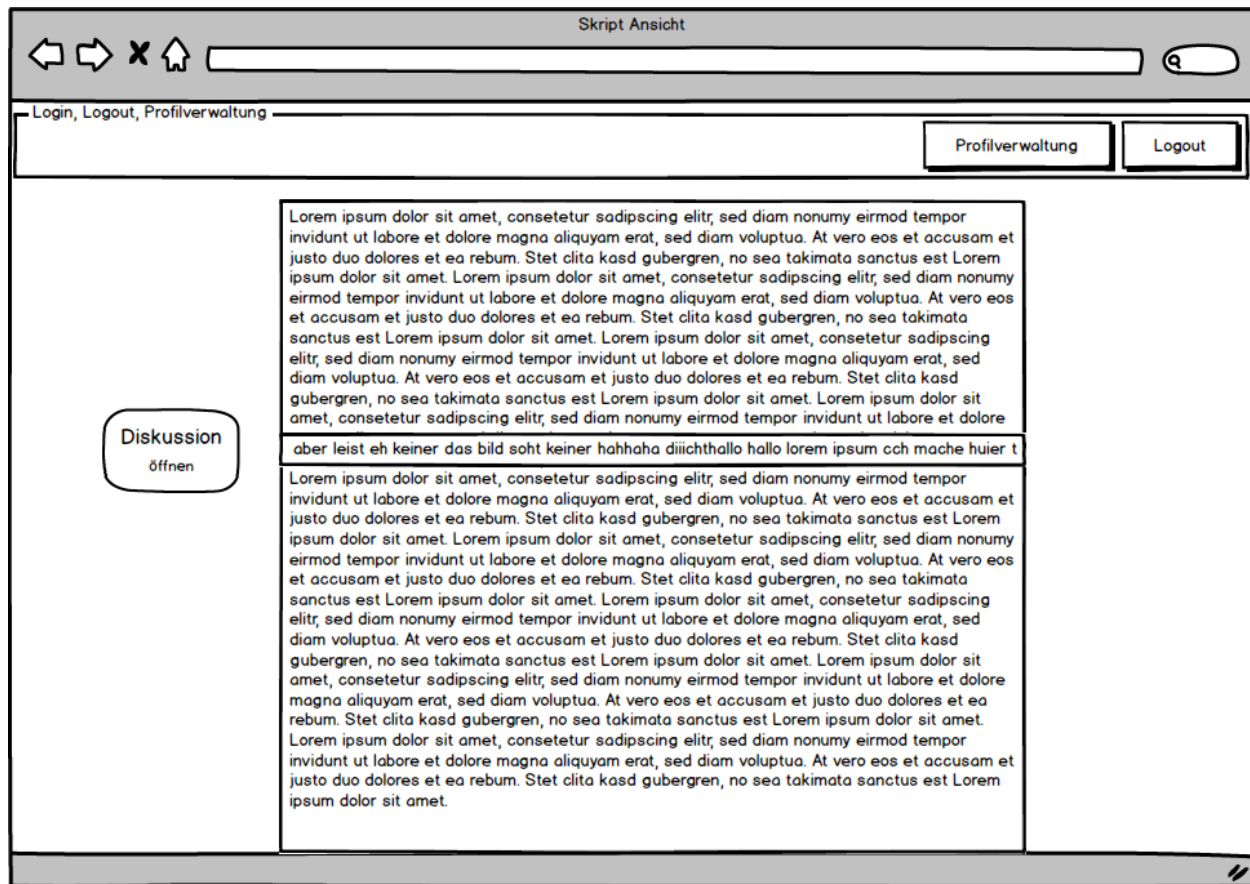 Skript Ansicht
Login, Logout, Profilverwaltung
Profilverwaltung
Logout
Lorem ipsum dolor sit amet, consetetur sadipscing elitr, sed diam nonumy eirmod tempor
invidunt ut labore et dolore magna aliquyam erat, sed diam voluptua. At vero eos et accusam et
justo duo dolores et ea rebum. Stet clita kasd gubergren, no sea takimata sanctus est Lorem
ipsum dolor sit amet. Lorem ipsum dolor sit amet, consetetur sadipscing elitr, sed diam nonumy
eirmod tempor invidunt ut labore et dolore magna aliquyam erat, sed diam voluptua. At vero eos
et accusam et justo duo dolores et ea rebum. Stet clita kasd gubergren, no sea takimata
sanctus est Lorem ipsum dolor sit amet. Lorem ipsum dolor sit amet, consetetur sadipscing
elitr, sed diam nonumy eirmod tempor invidunt ut labore et dolore magna aliquyam erat, sed
diam voluptua. At vero eos et accusam et justo duo dolores et ea rebum. Stet clita kasd
gubergren, no sea takimata sanctus est Lorem ipsum dolor sit amet. Lorem ipsum dolor sit
amet, consetetur sadipscing elitr, sed diam nonumy eirmod tempor invidunt ut labore et dolore
Diskussion
öffnen
aber leist eh keiner das bild soht keiner hahhaha diiichthallo hallo lorem ipsum cch mache huier t
Lorem ipsum dolor sit amet, consetetur sadipscing elitr, sed diam nonumy eirmod tempor
invidunt ut labore et dolore magna aliquyam erat, sed diam voluptua. At vero eos et accusam et
justo duo dolores et ea rebum. Stet clita kasd gubergren, no sea takimata sanctus est Lorem
ipsum dolor sit amet. Lorem ipsum dolor sit amet, consetetur sadipscing elitr, sed diam nonumy
eirmod tempor invidunt ut labore et dolore magna aliquyam erat, sed diam voluptua. At vero eos
et accusam et justo duo dolores et ea rebum. Stet clita kasd gubergren, no sea takimata
sanctus est Lorem ipsum dolor sit amet. Lorem ipsum dolor sit amet, consetetur sadipscing
elitr, sed diam nonumy eirmod tempor invidunt ut labore et dolore magna aliquyam erat, sed
diam voluptua. At vero eos et accusam et justo duo dolores et ea rebum. Stet clita kasd
gubergren, no sea takimata sanctus est Lorem ipsum dolor sit amet. Lorem ipsum dolor sit
amet, consetetur sadipscing elitr, sed diam nonumy eirmod tempor invidunt ut labore et dolore
magna aliquyam erat, sed diam voluptua. At vero eos et accusam et justo duo dolores et ea
rebum. Stet clita kasd gubergren, no sea takimata sanctus est Lorem ipsum dolor sit amet.
Lorem ipsum dolor sit amet, consetetur sadipscing elitr, sed diam nonumy eirmod tempor
invidunt ut labore et dolore magna aliquyam erat, sed diam voluptua. At vero eos et accusam et
justo duo dolores et ea rebum. Stet clita kasd gubergren, no sea takimata sanctus est Lorem
ipsum dolor sit amet.